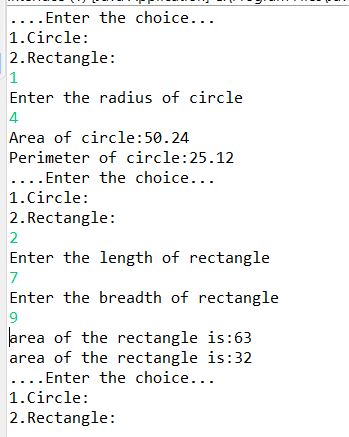 ....Enter the choice...
1.Circle:
2.Rectangle:
1
Enter the radius of circle
4
Area of circle:50.24
Perimeter of circle:25.12
....Enter the choice...
1.Circle:
2.Rectangle:
2
Enter the length of rectangle
7
Enter the breadth of rectangle
9
area of the rectangle is:63
area of the rectangle is:32
....Enter the choice...
1.Circle:
2.Rectangle: